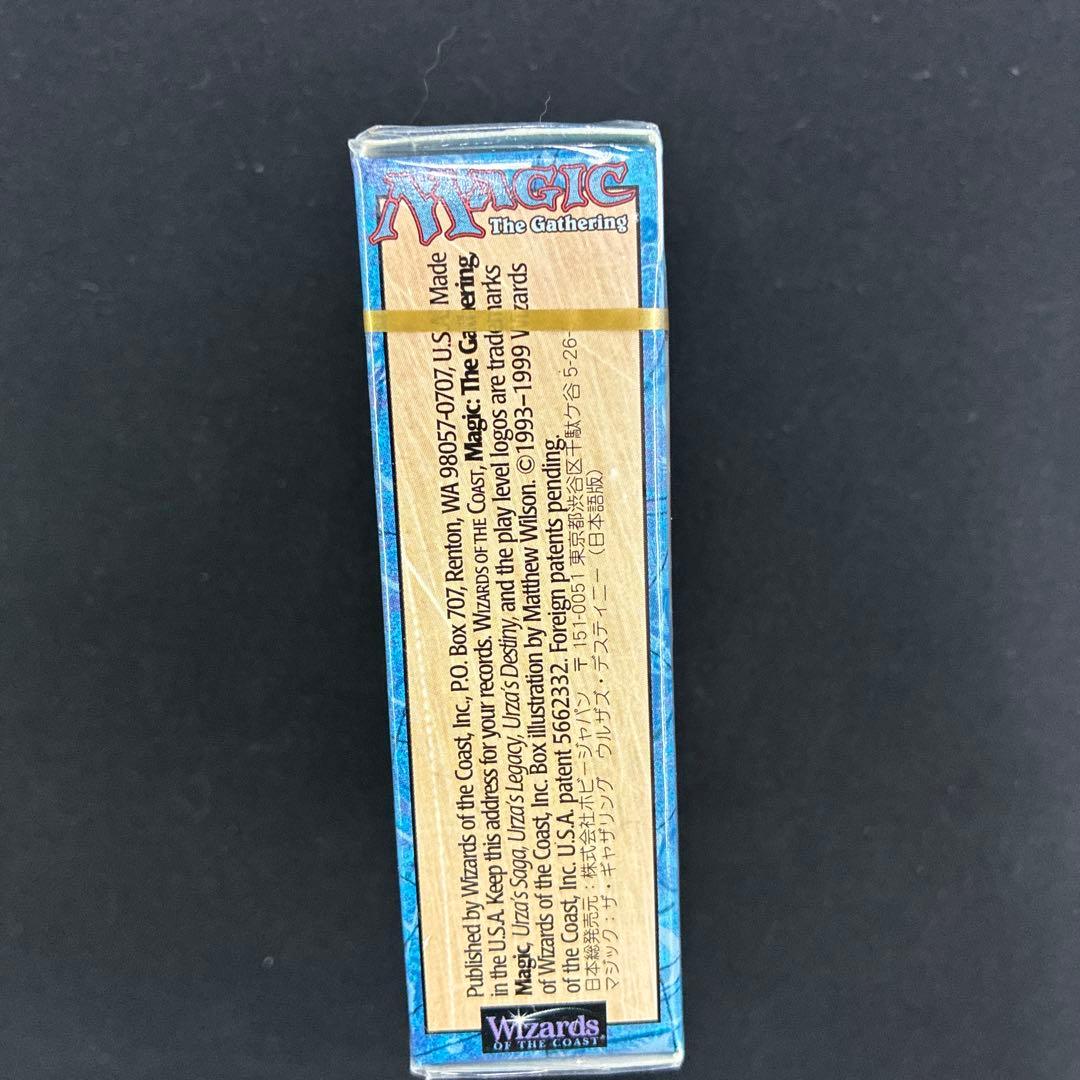 MAGIC
The Gathering
Published by Wizards of the Coast, Inc., P.O. Box 707, Renton, WA 98057-0707, U.S.A. Made
in the U.S.A. Keep this address for your records. WIZARDS OF THE COAST, Magic: The Gathering,
Magic, Urza's Saga, Urza's Legacy, Urza's Destiny, and the play level logos are trademarks
of Wizards of the Coast, Inc. Box illustration by Matthew Wilson. ©1993–1999 Wizards
of the Coast, Inc. U.S.A. patent 5662332. Foreign patents pending.
日本総発売元：株式会社ホビージャパン 〒151-0051 東京都渋谷区千駄ケ谷 5-26-
マジック：ザ・ギャザリング ウルザズ・デスティニー （日本語版）
Wizards
OF THE COAST